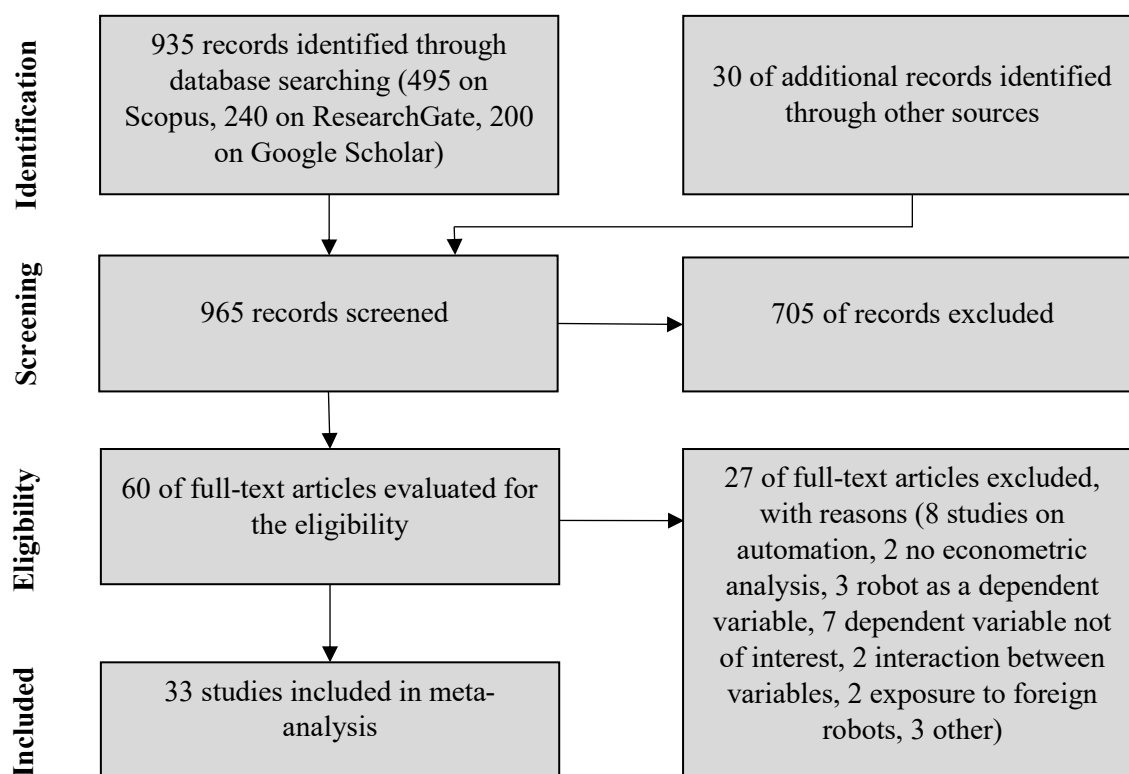 Identification
935 records identified through
database searching (495 on
Scopus, 240 on ResearchGate, 200
on Google Scholar)
30 of additional records identified
through other sources
Screening
965 records screened
705 of records excluded
Eligibility
60 of full-text articles evaluated for
the eligibility
27 of full-text articles excluded,
with reasons (8 studies on
automation, 2 no econometric
analysis, 3 robot as a dependent
variable, 7 dependent variable not
of interest, 2 interaction between
variables, 2 exposure to foreign
robots, 3 other)
Included
33 studies included in meta-
analysis